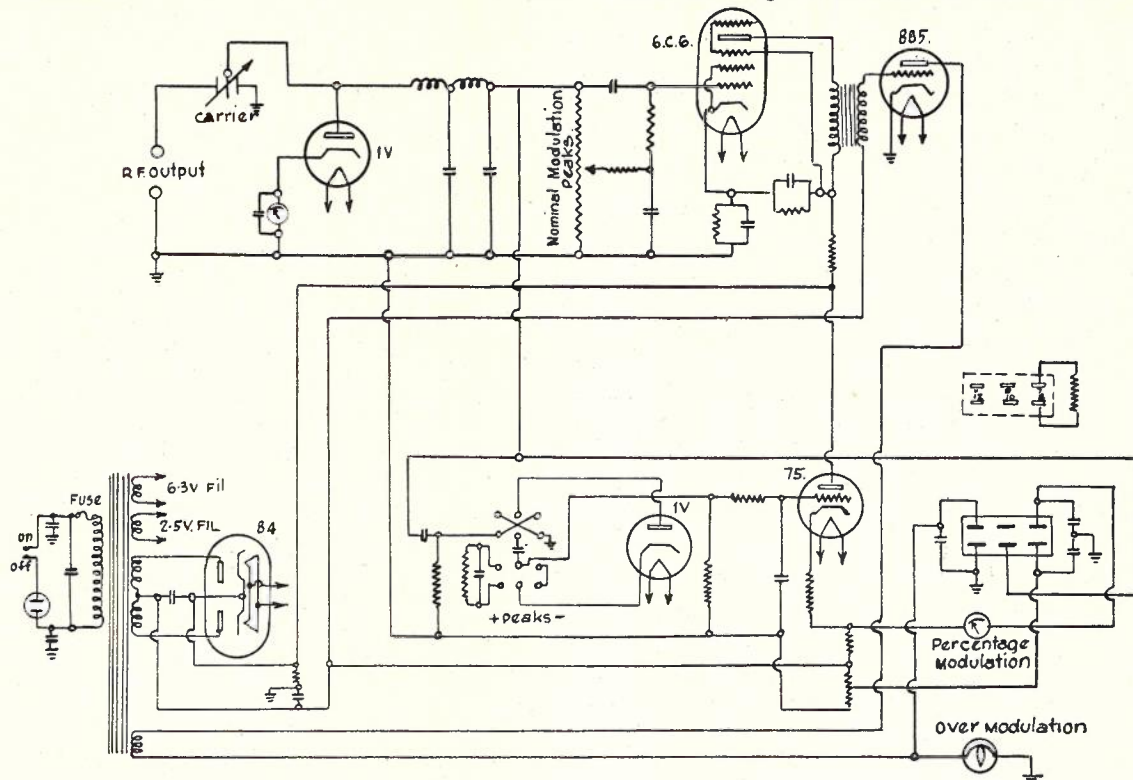 6.C.6.
885.
Carrier
1V
R.F. output
Nominal Modulation
Peaks.
75.
1V
Fuse
6·3V Fil
2·5V. FIL
84
on
off
+ Peaks -
Percentage
Modulation
Over Modulation